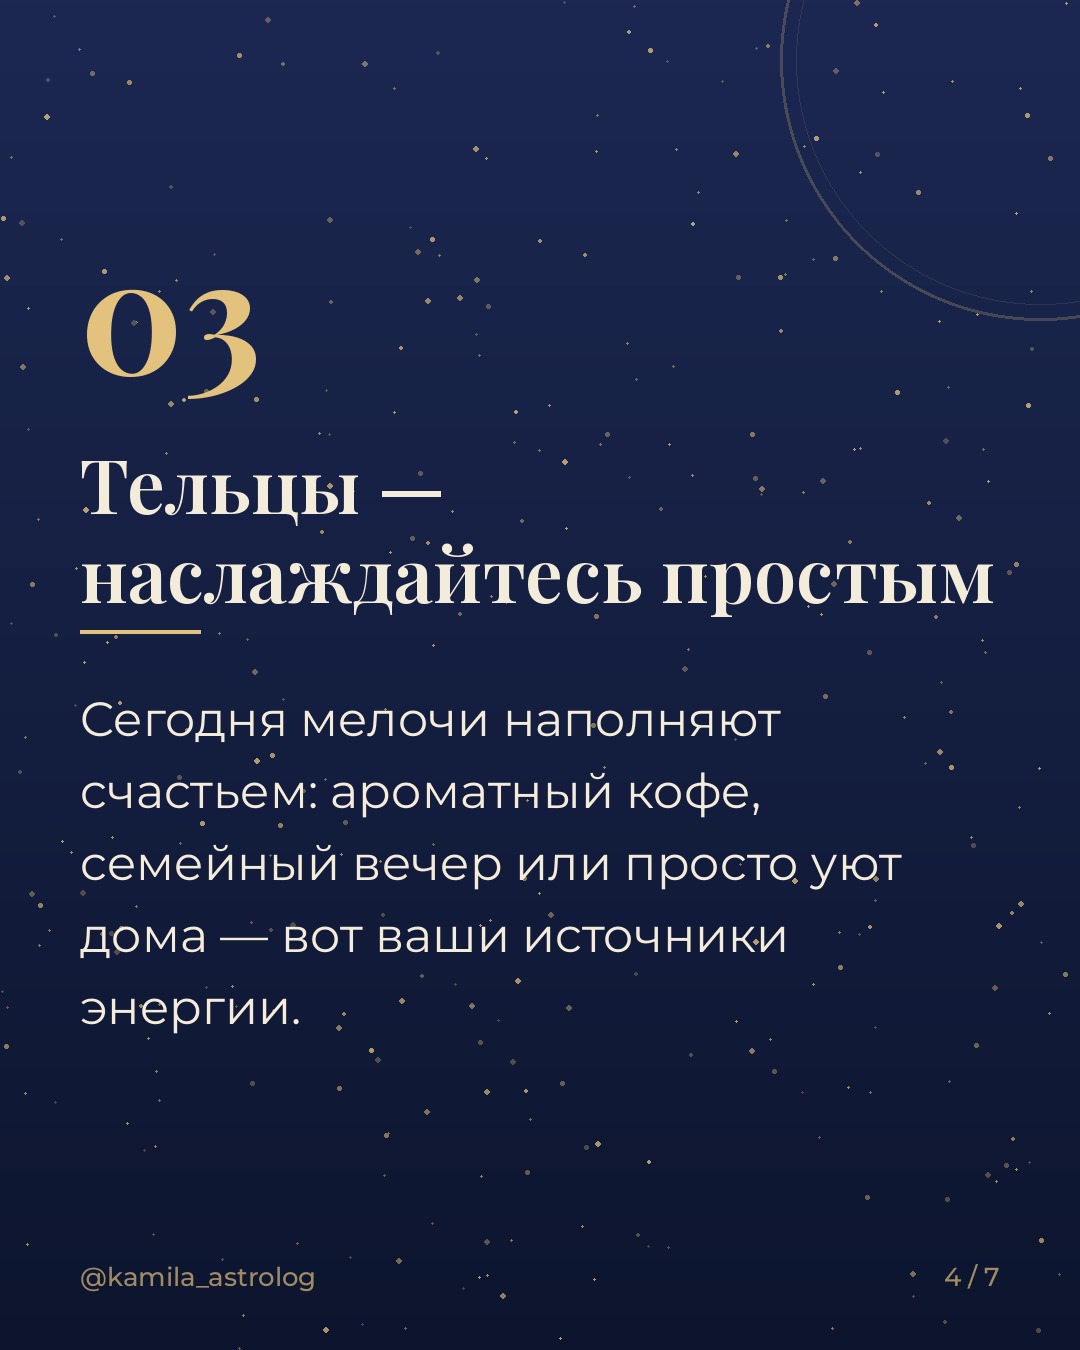 03
Тельцы —
наслаждайтесь простым
Сегодня мелочи наполняют
счастьем: ароматный кофе,
семейный вечер или просто уют
дома — вот ваши источники
энергии.
@kamila_astrolog
4 / 7